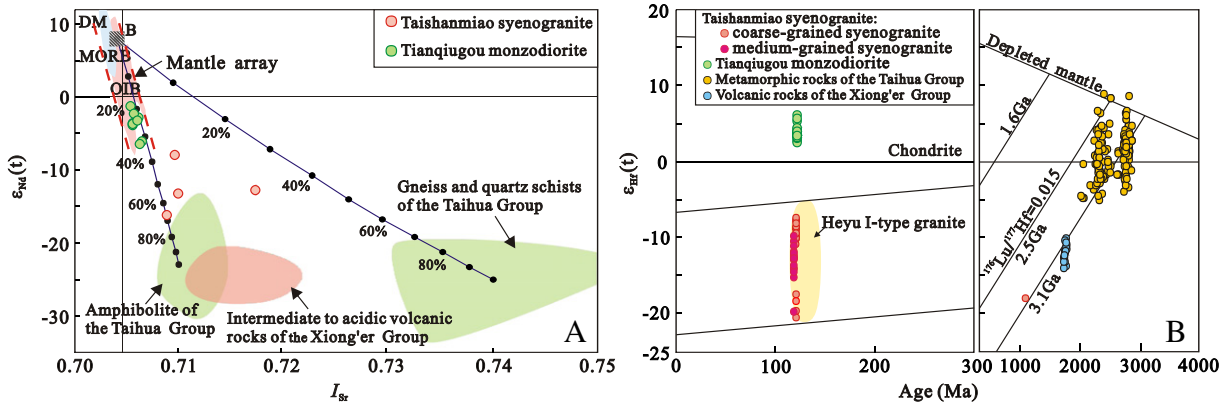 10
DM
B
MORB
Mantle array
OIB
0
20%
-10
40%
60%
-20
80%
-30
20%
40%
60%
80%
Taishanmiao syenogranite
Tianqiugou monzodiorite
Gneiss and quartz schists
of the Taihua Group
Amphibolite of
the Taihua Group
Intermediate to acidic volcanic
rocks of the Xiong'er Group
A
εNd(t)
0.70
0.71
0.72
0.73
0.74
0.75
ISr
20
Taishanmiao syenogranite:
coarse-grained syenogranite
medium-grained syenogranite
Tianqiugou monzodiorite
Metamorphic rocks of the Taihua Group
Volcanic rocks of the Xiong'er Group
10
0
-10
-20
-25
εHf(t)
Chondrite
Heyu I-type granite
Depleted mantle
1.6Ga
¹⁷⁶Lu/¹⁷⁷Hf=0.015
2.5Ga
3.1Ga
B
0
100
200
300
1000
2000
3000
4000
Age (Ma)